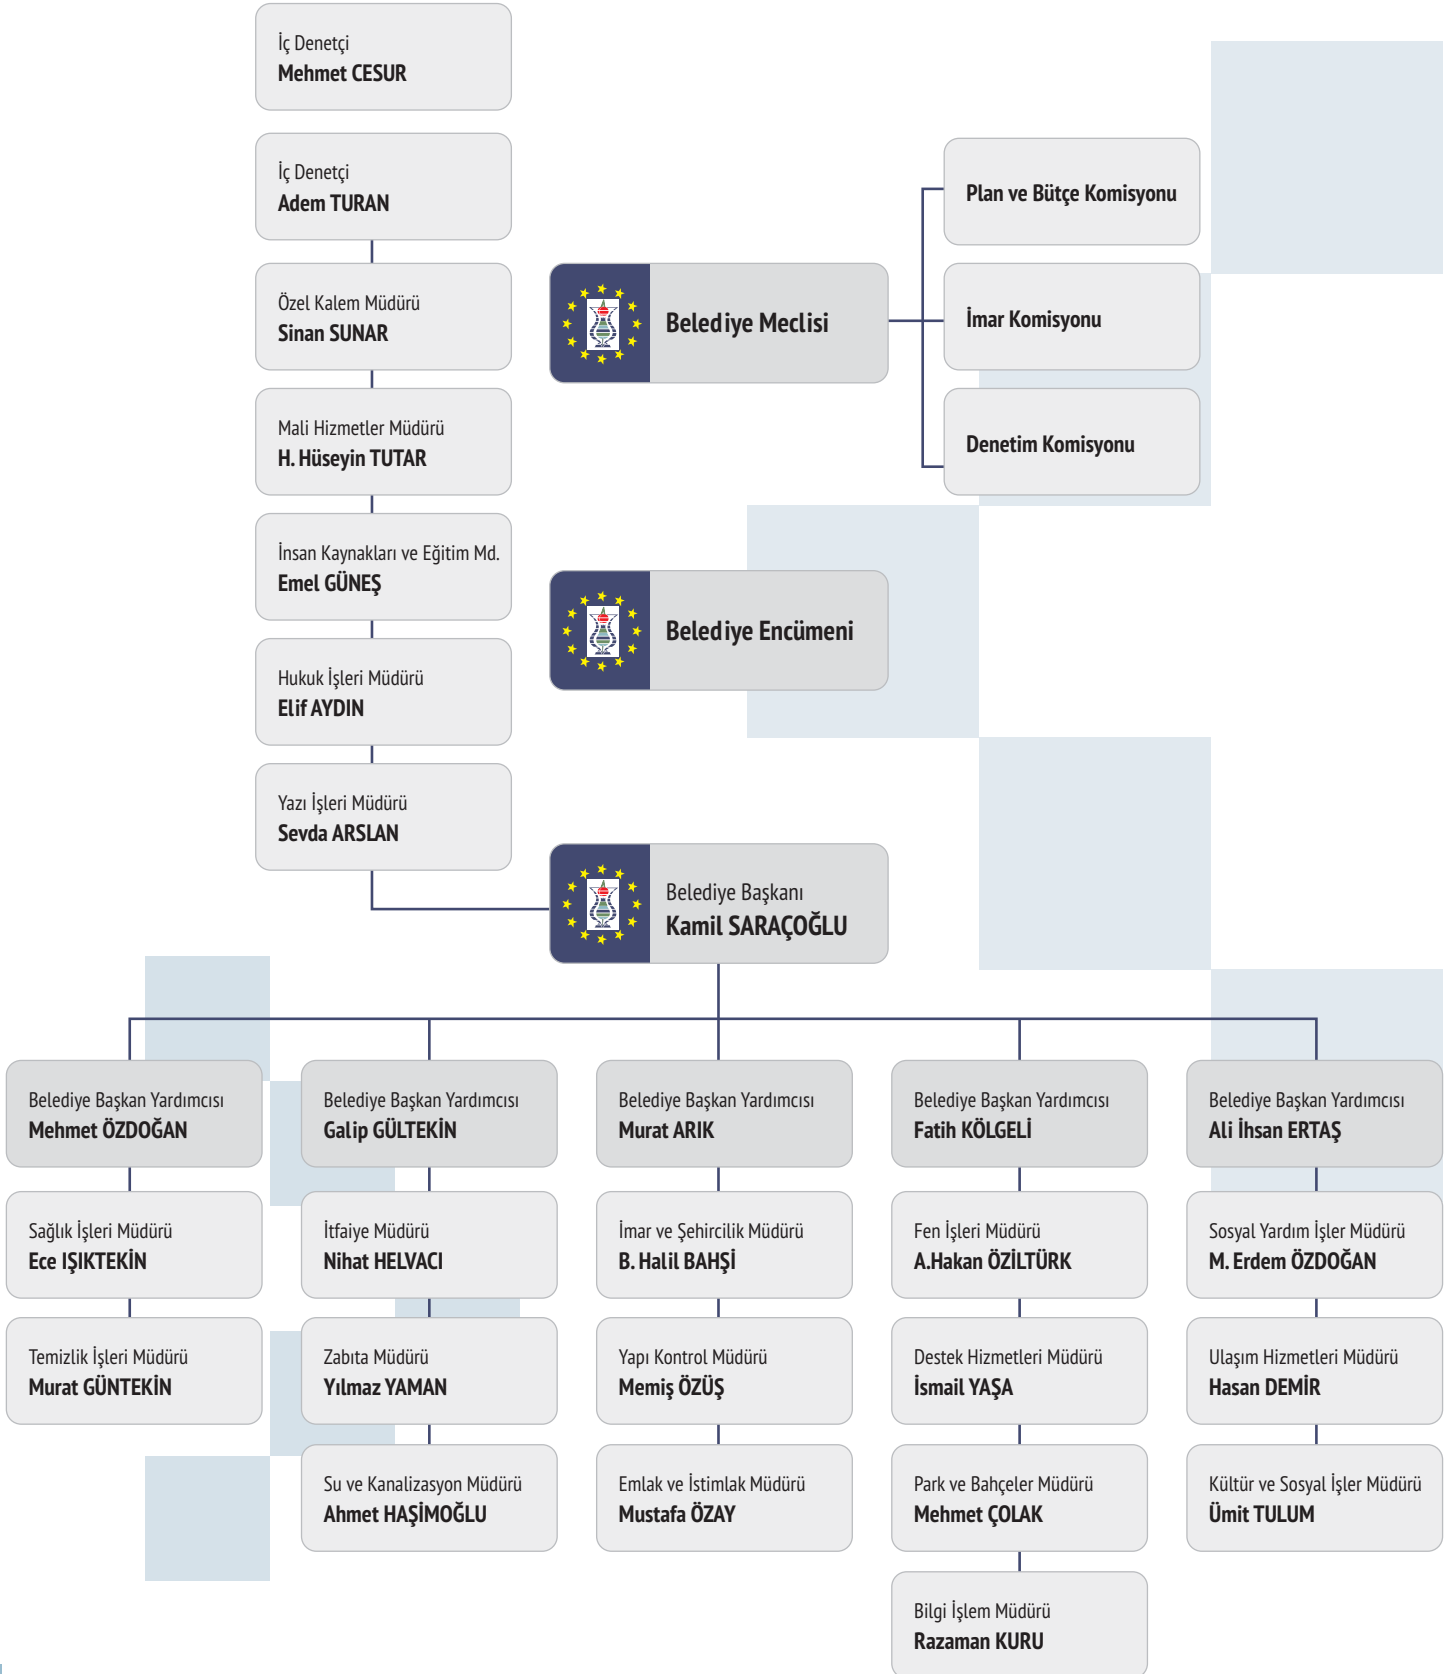 İç Denetçi
Mehmet CESUR
İç Denetçi
Adem TURAN
Özel Kalem Müdürü
Sinan SUNAR
Mali Hizmetler Müdürü
H. Hüseyin TUTAR
İnsan Kaynakları ve Eğitim Md.
Emel GÜNEŞ
Hukuk İşleri Müdürü
Elif AYDIN
Yazı İşleri Müdürü
Sevda ARSLAN
Belediye Meclisi
Plan ve Bütçe Komisyonu
İmar Komisyonu
Denetim Komisyonu
Belediye Encümeni
Belediye Başkanı
Kamil SARAÇOĞLU
Belediye Başkan Yardımcısı
Mehmet ÖZDOĞAN
Sağlık İşleri Müdürü
Ece IŞIKTEKİN
Temizlik İşleri Müdürü
Murat GÜNTEKİN
Belediye Başkan Yardımcısı
Galip GÜLTEKİN
İtfaiye Müdürü
Nihat HELVACI
Zabıta Müdürü
Yılmaz YAMAN
Su ve Kanalizasyon Müdürü
Ahmet HAŞİMOĞLU
Belediye Başkan Yardımcısı
Murat ARIK
İmar ve Şehircilik Müdürü
B. Halil BAHŞİ
Yapı Kontrol Müdürü
Memiş ÖZÜŞ
Emlak ve İstimlak Müdürü
Mustafa ÖZAY
Belediye Başkan Yardımcısı
Fatih KÖLGELİ
Fen İşleri Müdürü
A.Hakan ÖZİLTÜRK
Destek Hizmetleri Müdürü
İsmail YAŞA
Park ve Bahçeler Müdürü
Mehmet ÇOLAK
Bilgi İşlem Müdürü
Razaman KURU
Belediye Başkan Yardımcısı
Ali İhsan ERTAŞ
Sosyal Yardım İşler Müdürü
M. Erdem ÖZDOĞAN
Ulaşım Hizmetleri Müdürü
Hasan DEMİR
Kültür ve Sosyal İşler Müdürü
Ümit TULUM